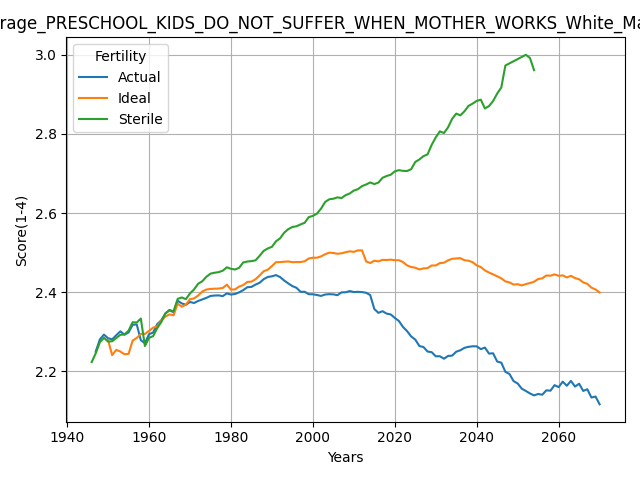 rage_PRESCHOOL_KIDS_DO_NOT_SUFFER_WHEN_MOTHER_WORKS_White_Ma
3.0
2.8
2.6
2.4
2.2
Score(1-4)
Fertility
Actual
Ideal
Sterile
1940 1960 1980 2000 2020 2040 2060
Years